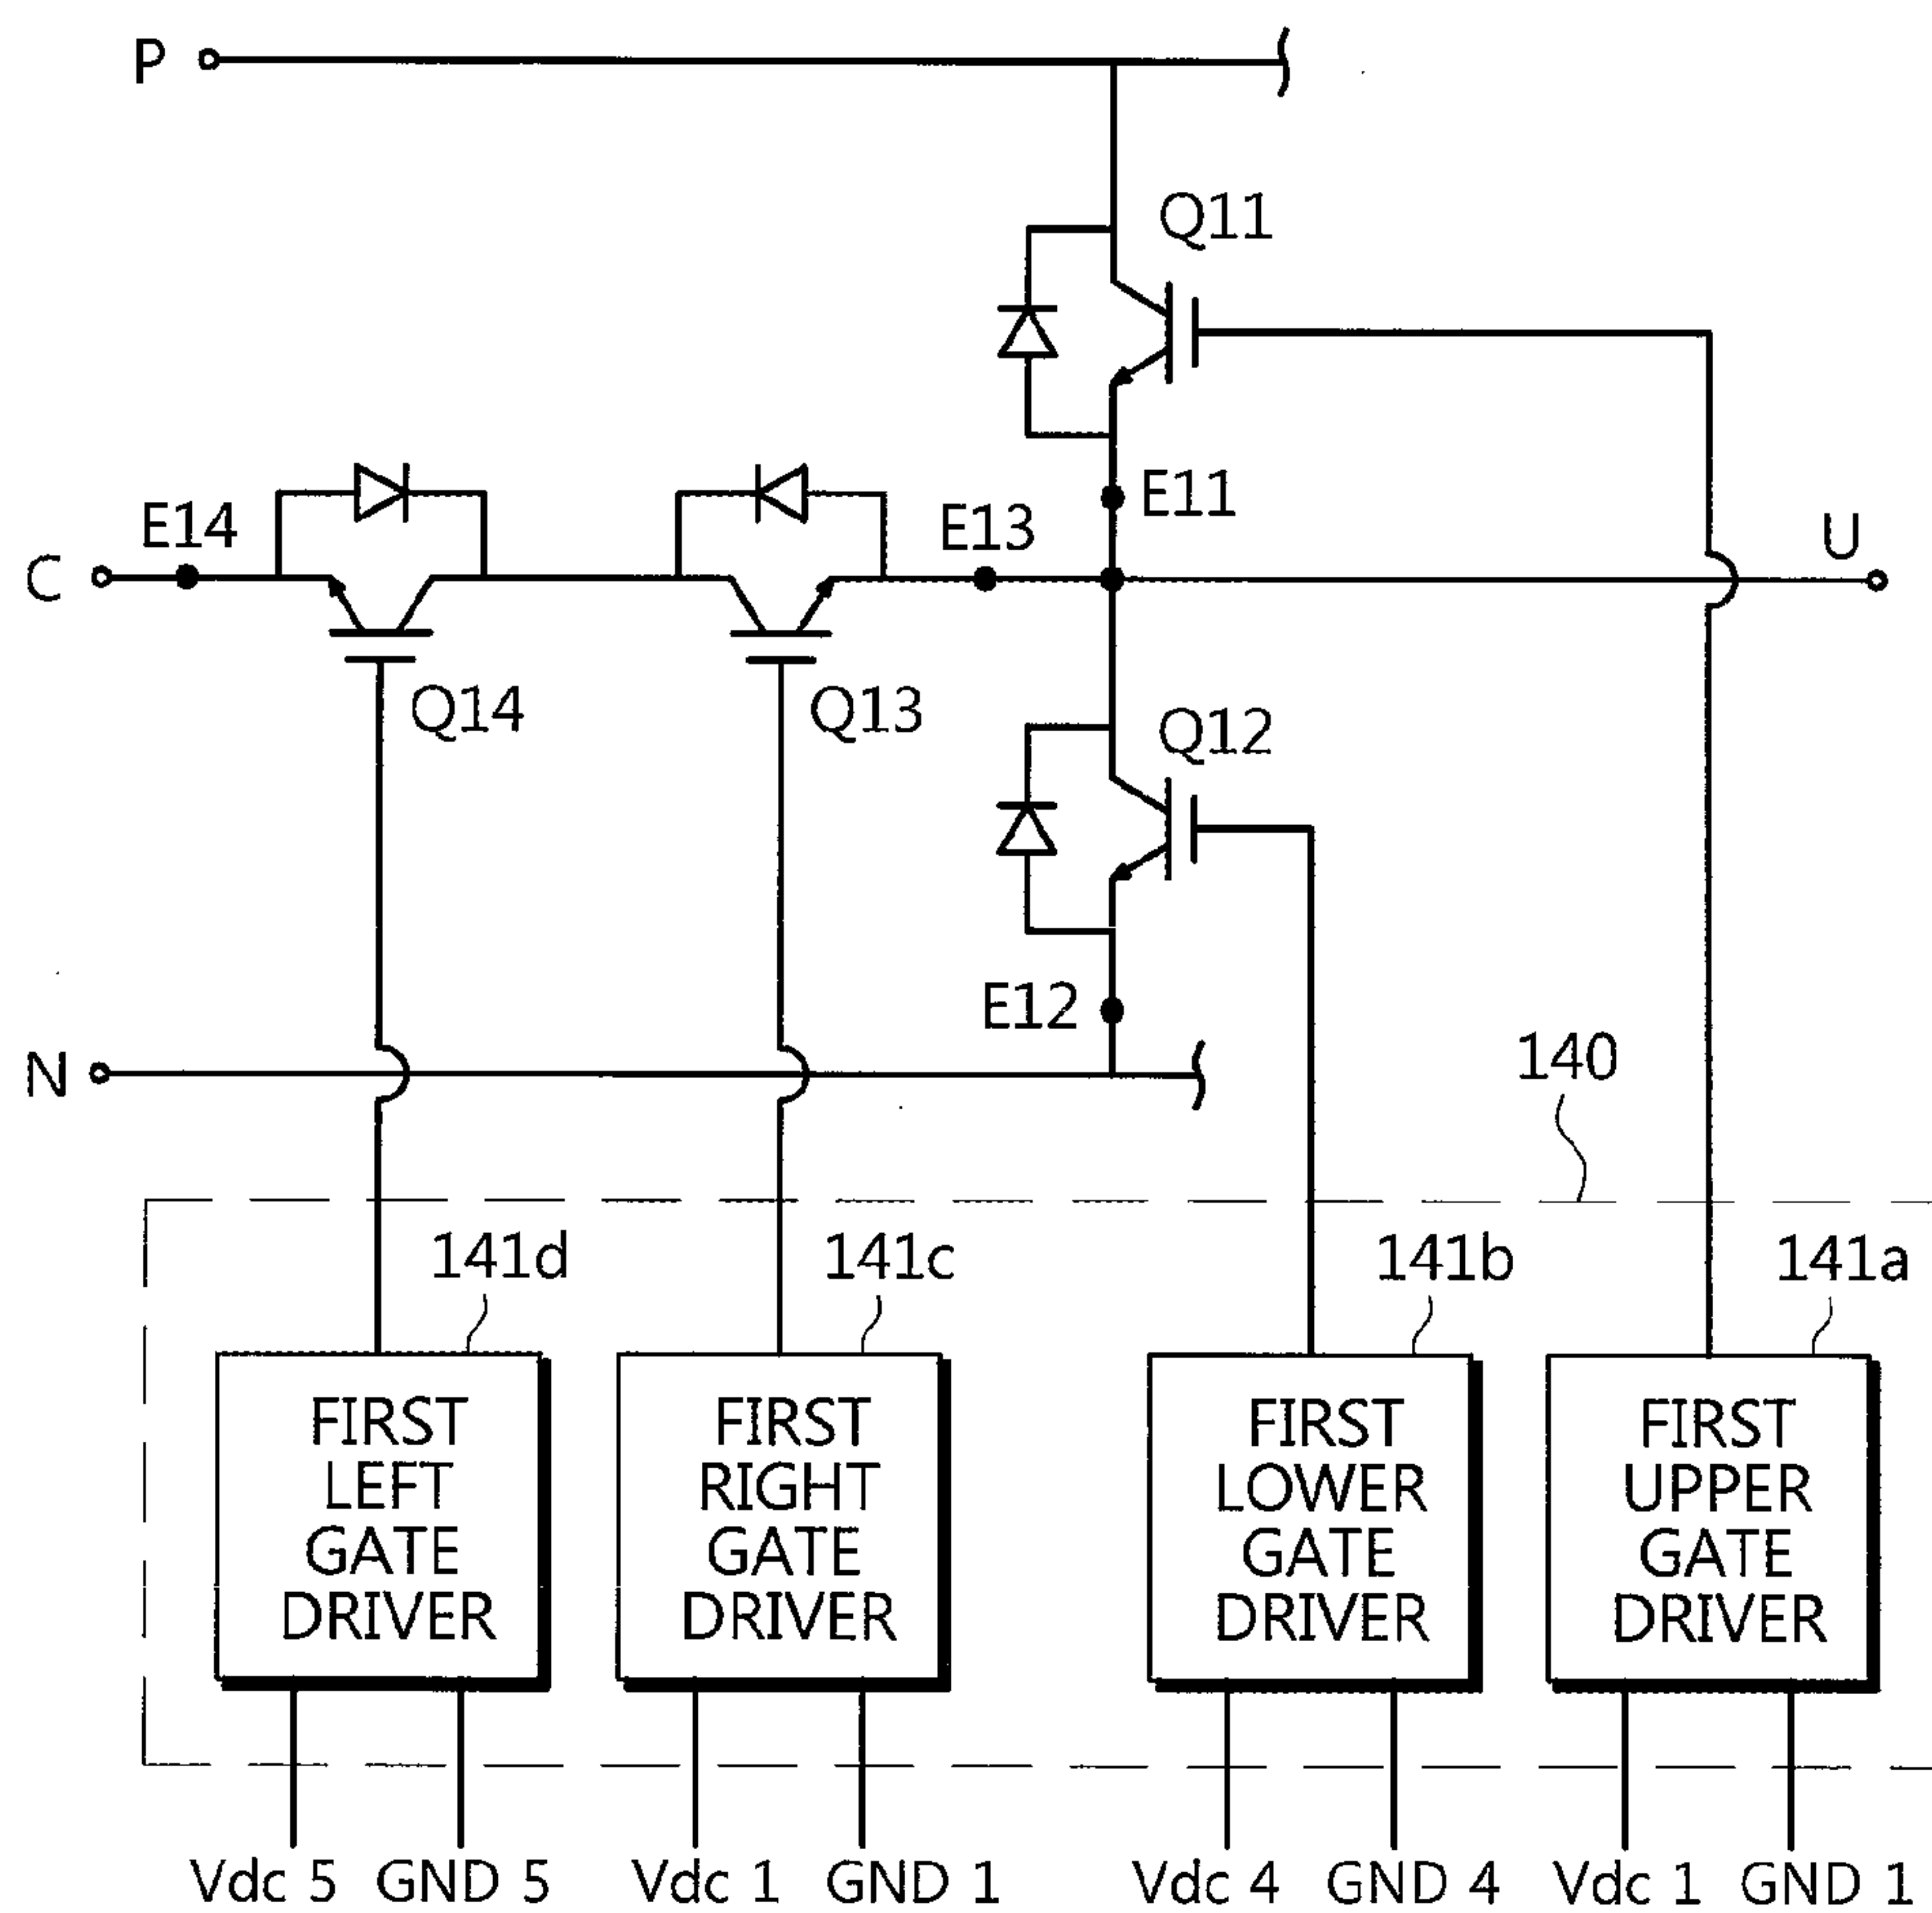 P
Q11
E11
E14
E13
C
U
Q14
Q13
Q12
E12
N
140
141d
141c
141b
141a
FIRST
LEFT
GATE
DRIVER
FIRST
RIGHT
GATE
DRIVER
FIRST
LOWER
GATE
DRIVER
FIRST
UPPER
GATE
DRIVER
Vdc 5
GND 5
Vdc 1
GND 1
Vdc 4
GND 4
Vdc 1
GND 1